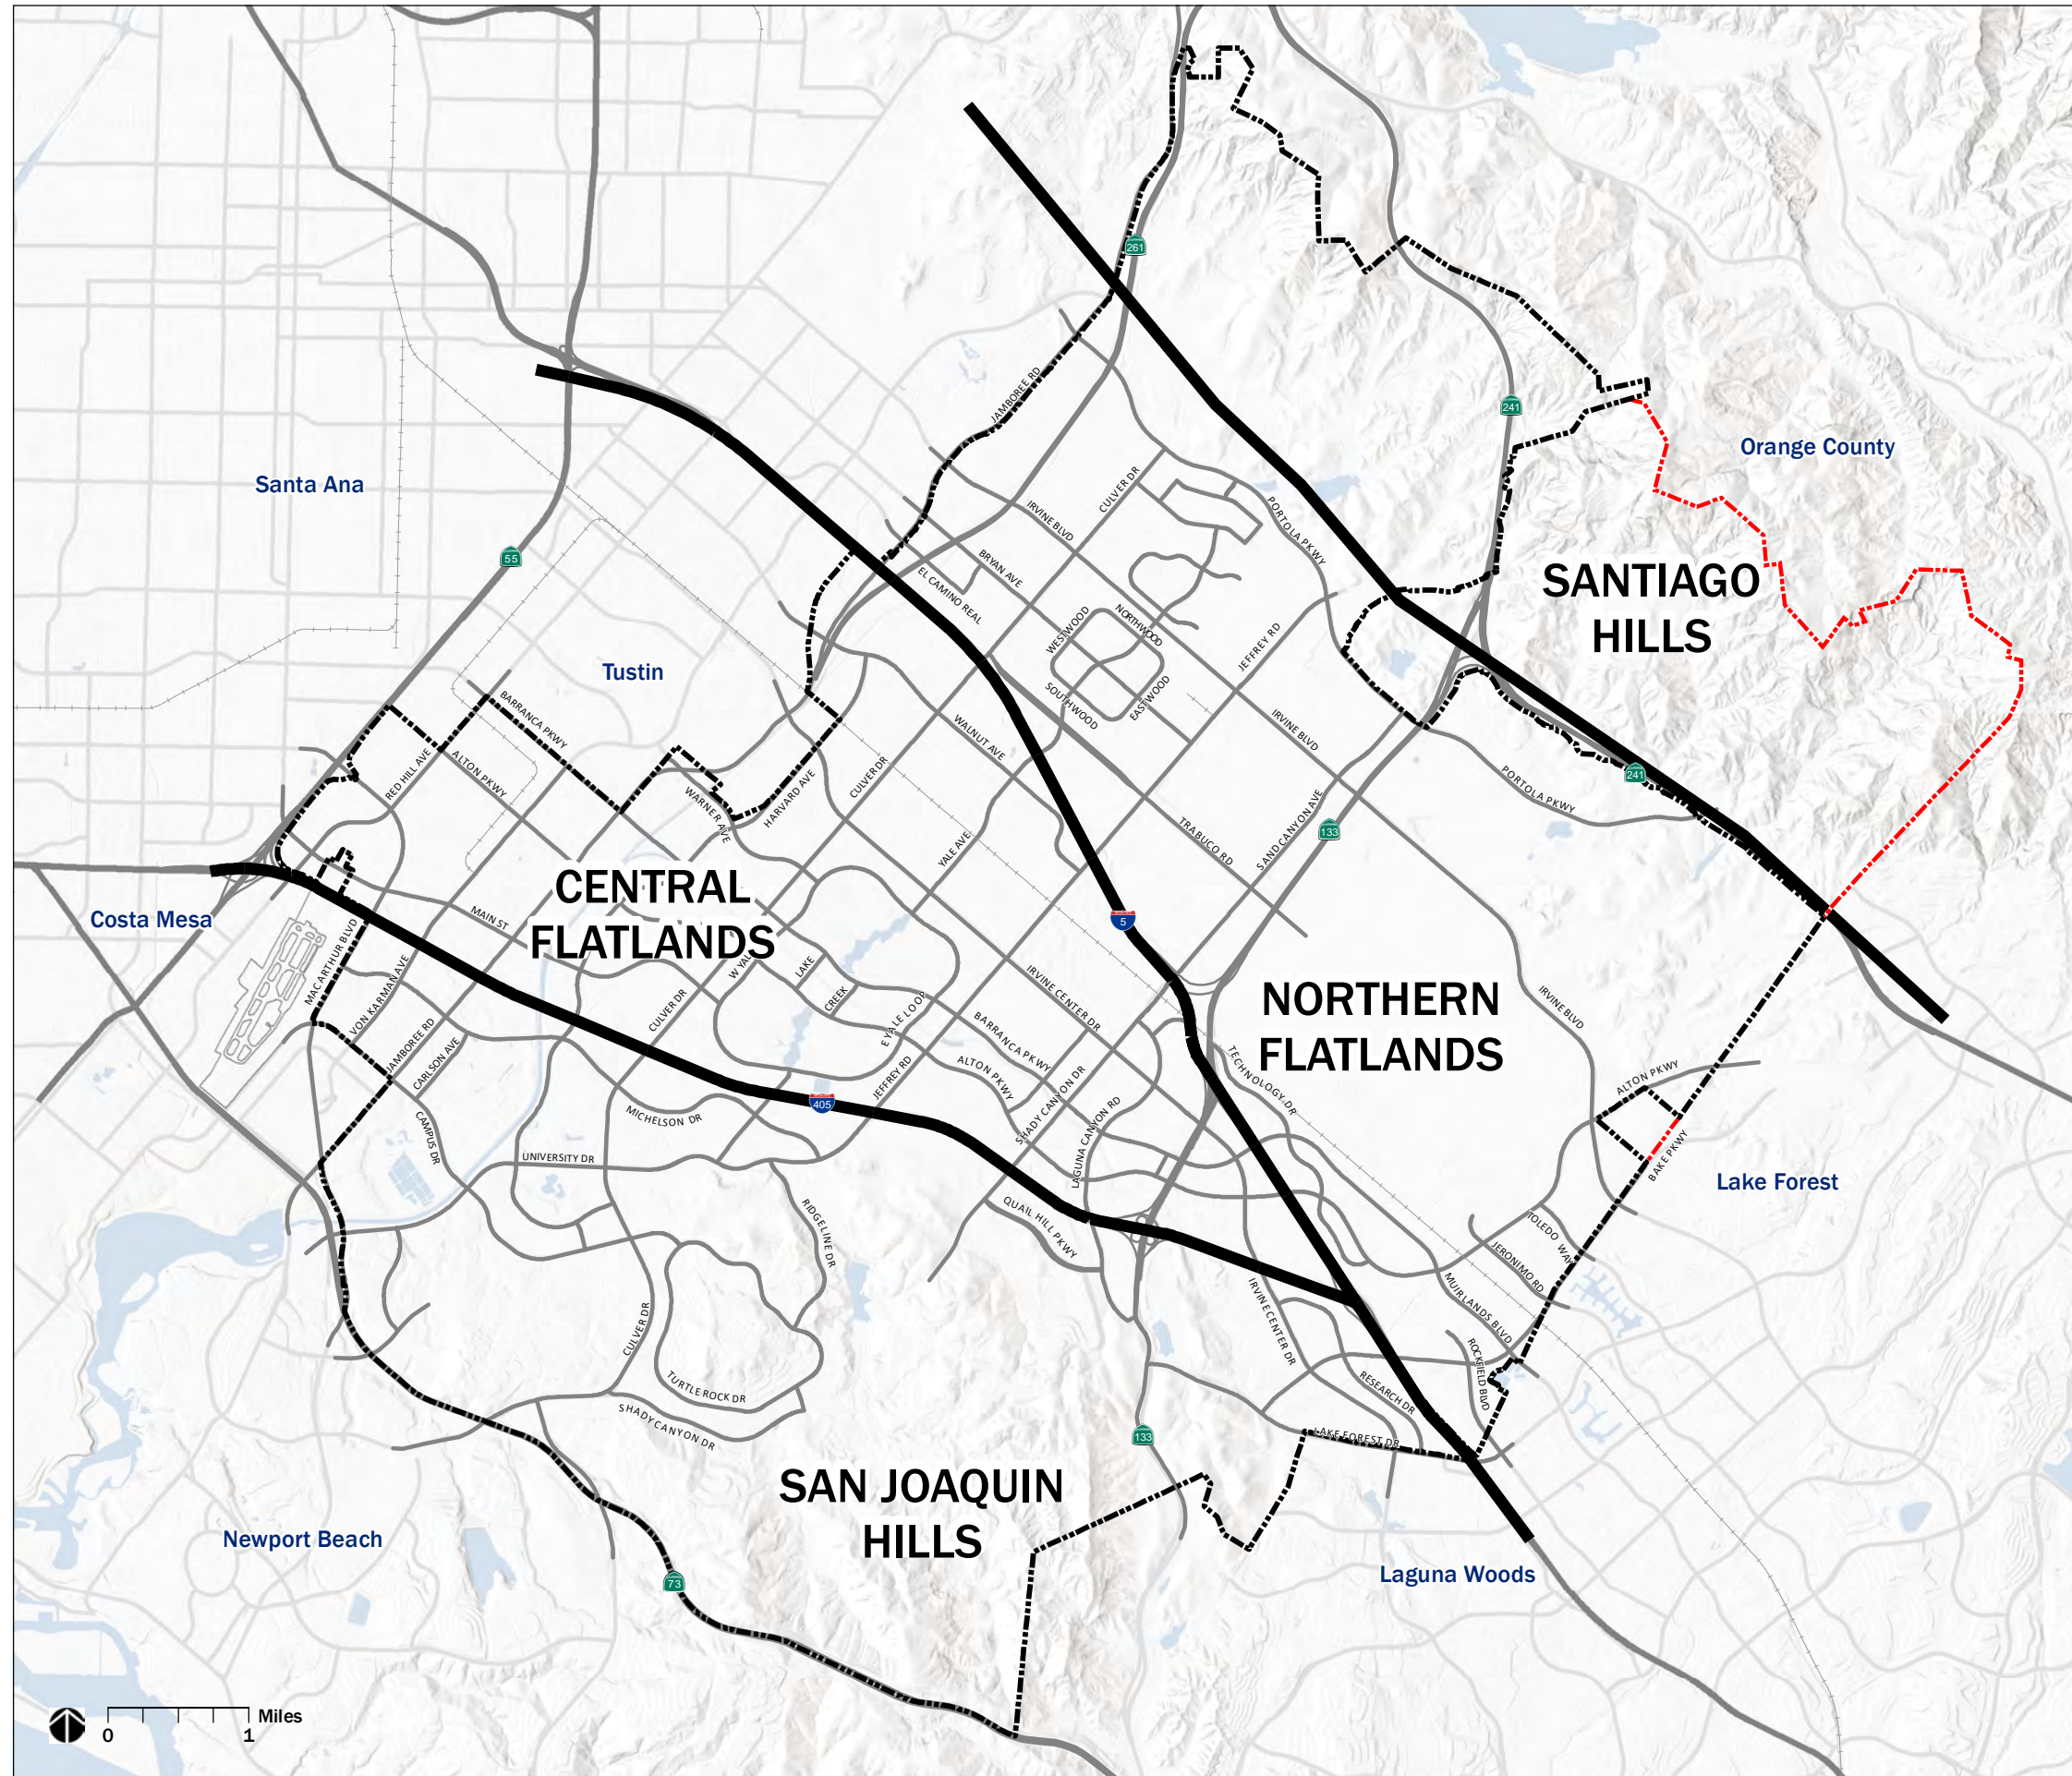 261
JAMBOREE RD
241
Orange County
Santa Ana
CULVER DR
IRVINE BLVD
PORTOLA PKWY
55
BRYAN AVE
EL CAMINO REAL
SANTIAGO
HILLS
WESTWOOD
NORTHWOOD
JEFFREY RD
Tustin
SOUTHWOOD
EASTWOOD
BARRANCA PKWY
WALNUT AVE
IRVINE BLVD
RED HILL AVE
ALTON PKWY
CULVER DR
HARVARD AVE
WARNER AVE
241
PORTOLA PKWY
YALE AVE
TRABUCO RD
SAND CANYON AVE
133
CENTRAL
FLATLANDS
Costa Mesa
MAIN ST
MACARTHUR BLVD
VON KARMAN AVE
5
LAKE
CREEK
W YAL
E YALE LOOP
CULVER DR
IRVINE CENTER DR
NORTHERN
FLATLANDS
IRVINE BLVD
BARRANCA PKWY
JAMBOREE RD
CARLSON AVE
ALTON PKWY
JEFFREY RD
TECHNOLOGY DR
ALTON PKWY
405
MICHELSON DR
SHADY CANYON DR
LAGUNA CANYON RD
CAMPUS DR
UNIVERSITY DR
BAKE PKWY
Lake Forest
RIDGELINE DR
QUAIL HILL PKWY
TOLEDO WAY
JERONIMO RD
MUIRLANDS BLVD
IRVINE CENTER DR
CULVER DR
ROCKFIELD BLVD
TURTLE ROCK DR
RESEARCH DR
SHADY CANYON DR
133
LAKE FOREST DR
SAN JOAQUIN
HILLS
Newport Beach
73
Laguna Woods
Miles
0 1